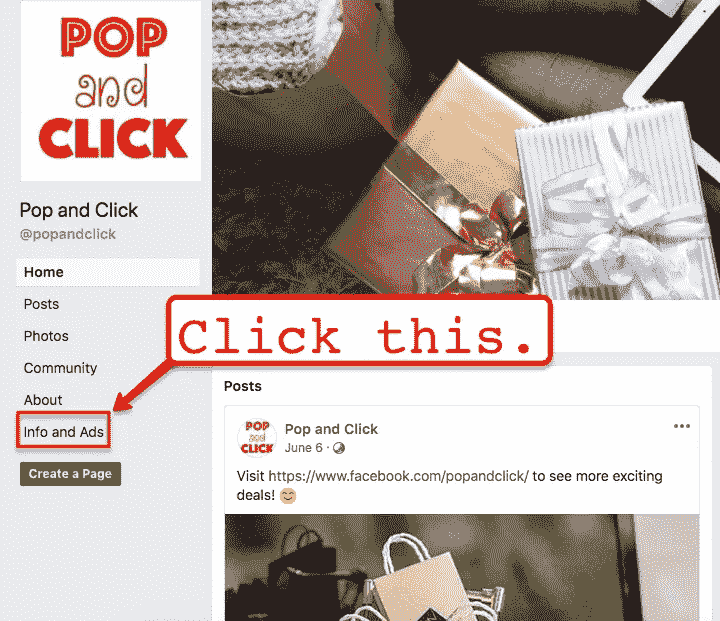 POP
and
CLICK
Pop and Click
@popandclick
Home
Posts
Photos
Community
About
Info and Ads
Create a Page
Click this.
Posts
Pop and Click
June 6 ·
POP
and
CLICK
Visit https://www.facebook.com/popandclick/ to see more exciting
deals! 😊